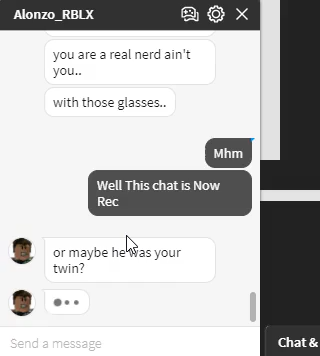 Alonzo_RBLX
you are a real nerd ain't
you..
with those glasses..
Mhm
Well This chat is Now
Rec
or maybe he was your
twin?
Send a message
Chat &